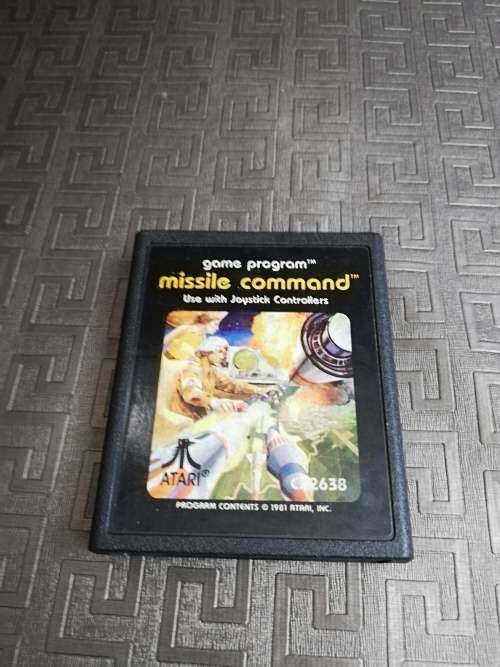 game program™
missile command™
Use with Joystick Controllers
ATARI®
CX2638
PROGRAM CONTENTS © 1981 ATARI, INC.